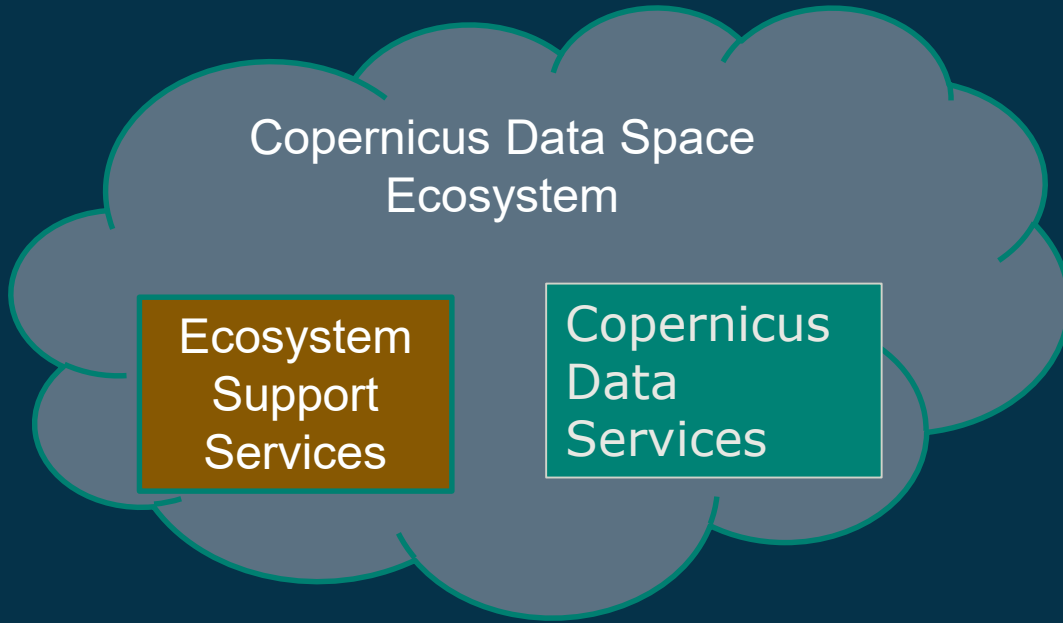 Copernicus Data Space
Ecosystem
Ecosystem
Support
Services
Copernicus
Data
Services